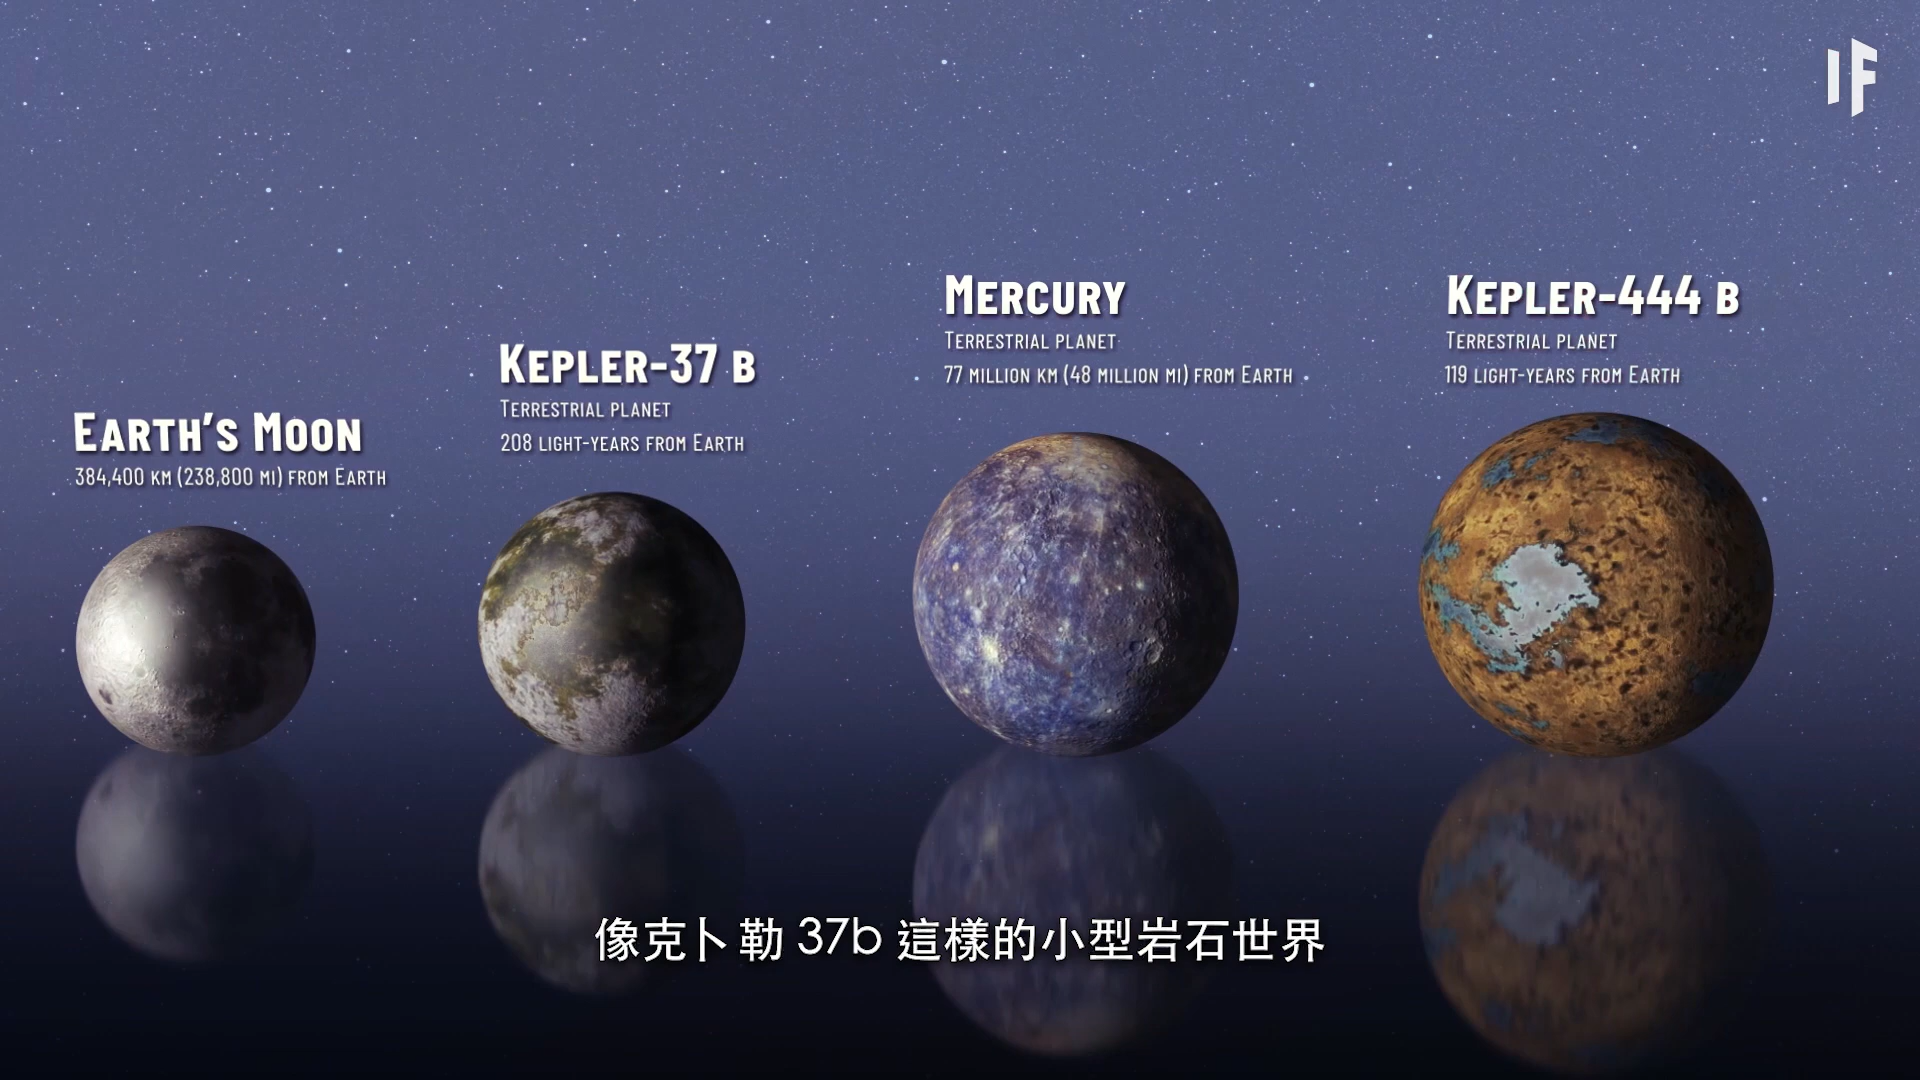 IF
EARTH'S MOON
384,400 KM (238,800 MI) FROM EARTH
KEPLER-37 B
TERRESTRIAL PLANET
208 LIGHT-YEARS FROM EARTH
MERCURY
TERRESTRIAL PLANET
77 MILLION KM (48 MILLION MI) FROM EARTH
KEPLER-444 B
TERRESTRIAL PLANET
119 LIGHT-YEARS FROM EARTH
像克卜勒 37b 這樣的小型岩石世界